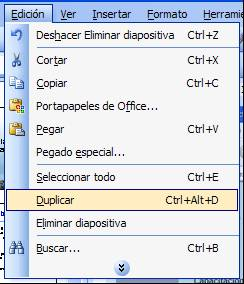 Edición Ver Insertar Formato
Deshacer Eliminar diapositiva Ctrl+Z
Cortar Ctrl+X
Copiar Ctrl+C
Portapapeles de Office...
Pegar Ctrl+V
Pegado especial...
Seleccionar todo Ctrl+E
Duplicar Ctrl+Alt+D
Eliminar diapositiva
Buscar... Ctrl+B